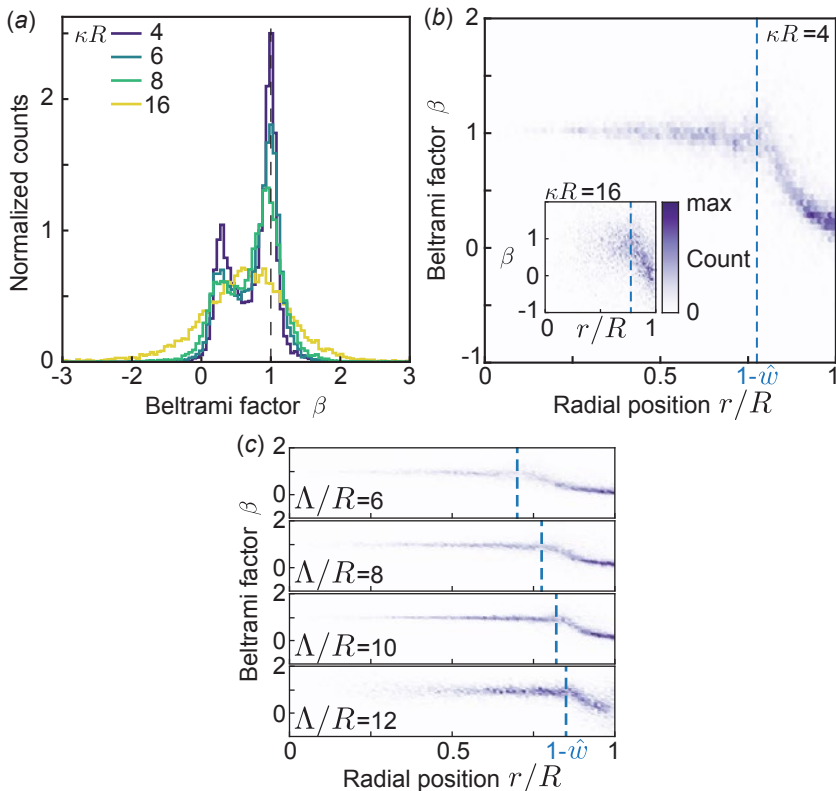 (a)
κR
4
6
8
16
Normalized counts
2
1
0
-3 -2 0 1 2 3
Beltrami factor β
(b)
κR=4
Beltrami factor β
2
1
0
-1
κR=16
β
1
0
-1
0 r/R 1
max
Count
0
0 0.5 1-ŵ 1
Radial position r/R
(c)
Beltrami factor β
2
0
Λ/R=6
2
0
Λ/R=8
2
0
Λ/R=10
2
0
Λ/R=12
0 0.5 1-ŵ 1
Radial position r/R